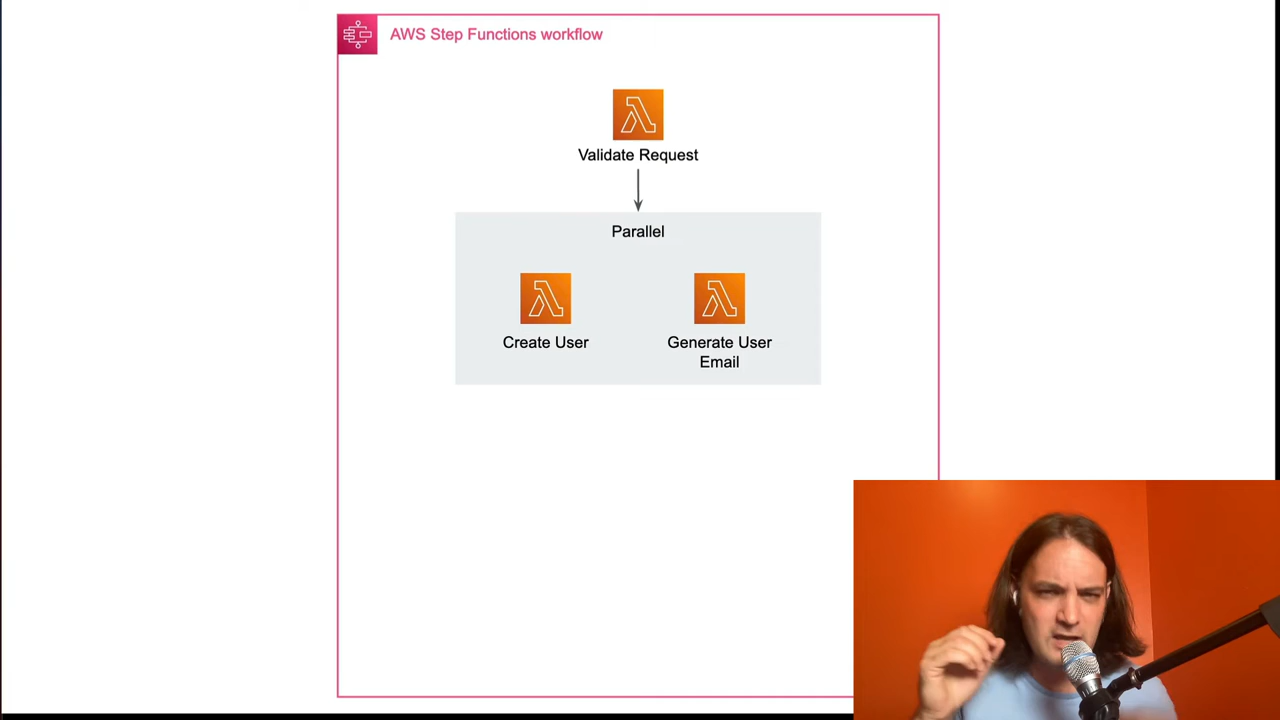 AWS Step Functions workflow
Validate Request
Parallel
Create User
Generate User
Email